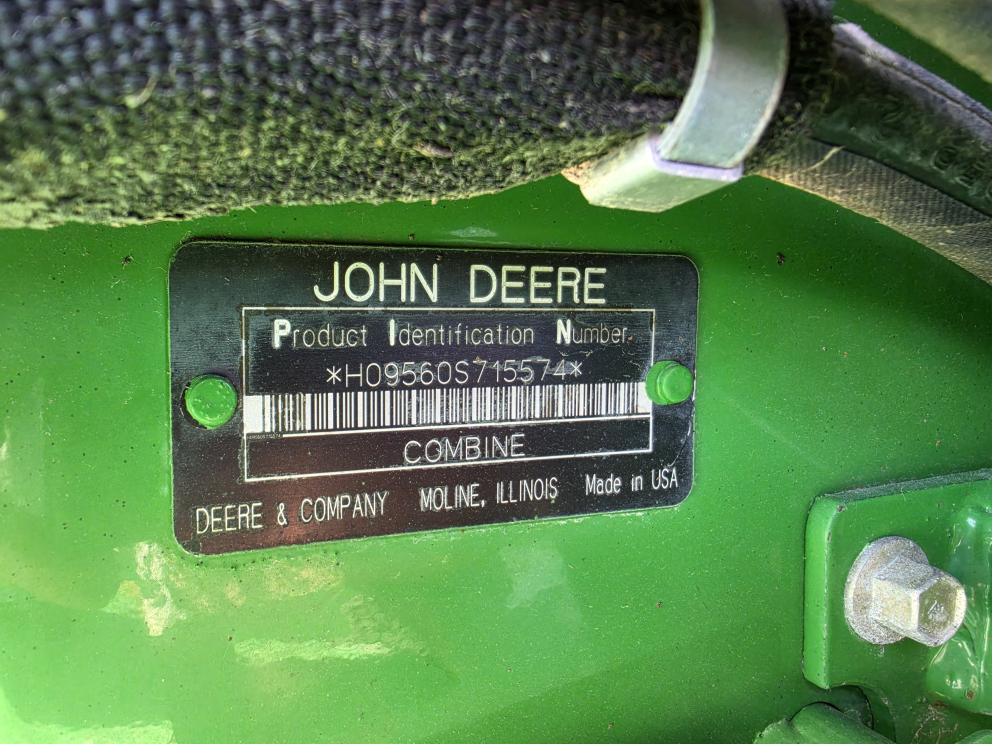 JOHN DEERE
Product Identification Number
*H09560S715574*
COMBINE
DEERE & COMPANY MOLINE, ILLINOIS Made in USA